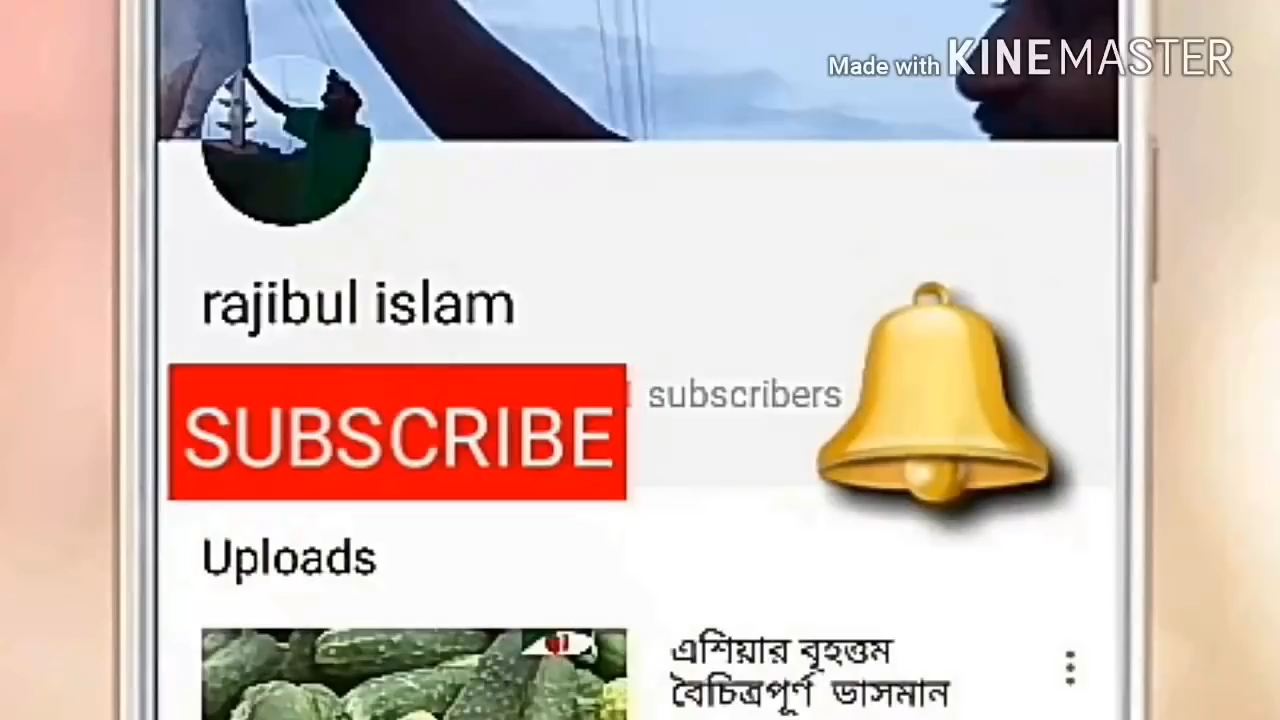 Made with KINEMASTER
rajibul islam
SUBSCRIBE
subscribers
Uploads
এশিয়ার বৃহত্তম
বৈচিত্রপূর্ণ ভাসমান